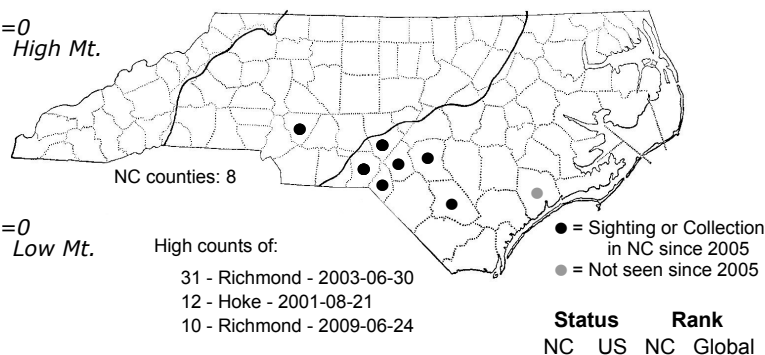 =0
High Mt.
NC counties: 8
=0
Low Mt.
High counts of:
31 - Richmond - 2003-06-30
12 - Hoke - 2001-08-21
10 - Richmond - 2009-06-24
● = Sighting or Collection
in NC since 2005
● = Not seen since 2005
Status Rank
NC US NC Global